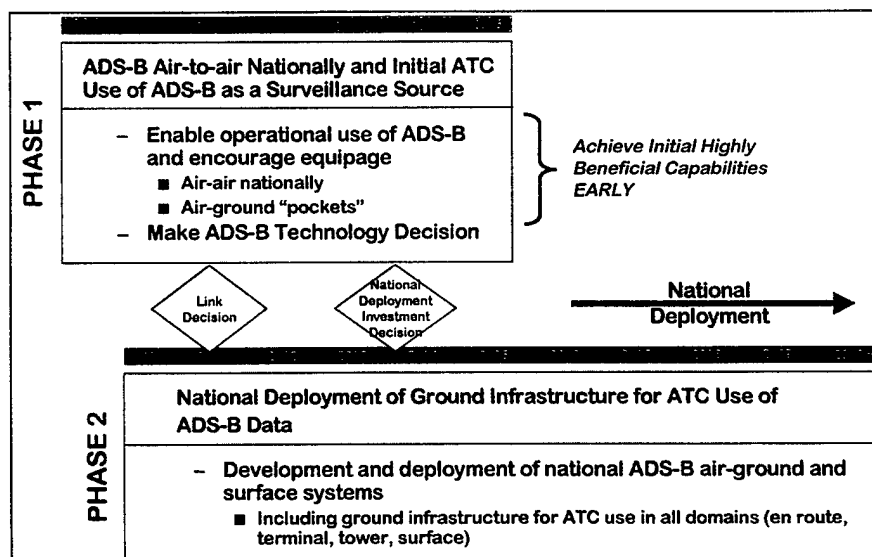 PHASE 1
ADS-B Air-to-air Nationally and Initial ATC
Use of ADS-B as a Surveillance Source
– Enable operational use of ADS-B
and encourage equipage
■ Air-air nationally
■ Air-ground "pockets"
– Make ADS-B Technology Decision
Achieve Initial Highly
Beneficial Capabilities
EARLY
Link
Decision
National
Deployment
Investment
Decision
National
Deployment
PHASE 2
National Deployment of Ground Infrastructure for ATC Use of
ADS-B Data
– Development and deployment of national ADS-B air-ground and
surface systems
■ Including ground infrastructure for ATC use in all domains (en route,
terminal, tower, surface)